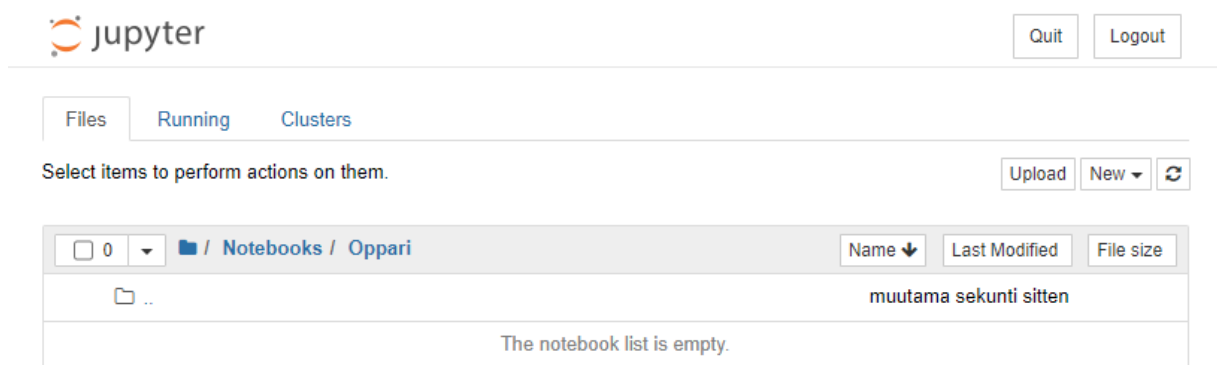 jupyter
Quit Logout
Files Running Clusters
Select items to perform actions on them.
Upload New
0 / Notebooks / Oppari Name Last Modified File size
.. muutama sekunti sitten
The notebook list is empty.